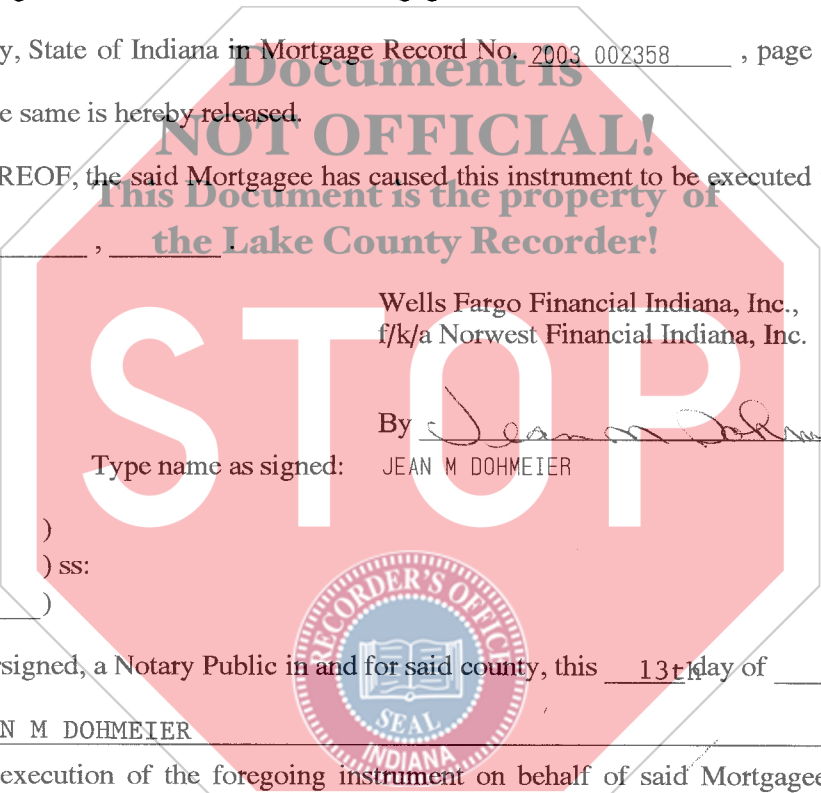 y, State of Indiana in Mortgage Record No. 2003 002358 , page
Document is
e same is hereby released.
NOT OFFICIAL!
REOF, the said Mortgagee has caused this instrument to be executed
This Document is the property of
the Lake County Recorder!
, .
Wells Fargo Financial Indiana, Inc.,
f/k/a Norwest Financial Indiana, Inc.
STOP
By Jean M Dohm
Type name as signed: JEAN M DOHMEIER
)
) ss:
)
RECORDER'S OFFICE
SEAL
INDIANA
rsigned, a Notary Public in and for said county, this 13th day of
N M DOHMEIER
execution of the foregoing instrument on behalf of said Mortgagee